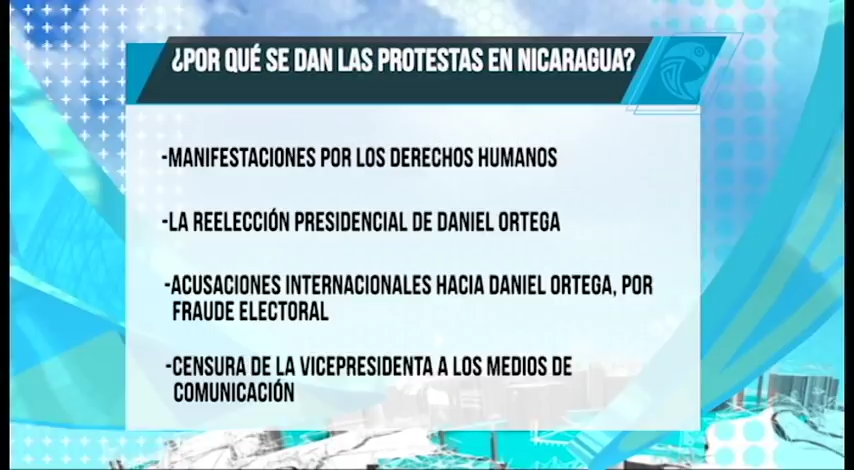 ¿POR QUÉ SE DAN LAS PROTESTAS EN NICARAGUA?
-MANIFESTACIONES POR LOS DERECHOS HUMANOS
-LA REELECCIÓN PRESIDENCIAL DE DANIEL ORTEGA
-ACUSACIONES INTERNACIONALES HACIA DANIEL ORTEGA, POR
FRAUDE ELECTORAL
-CENSURA DE LA VICEPRESIDENTA A LOS MEDIOS DE
COMUNICACIÓN